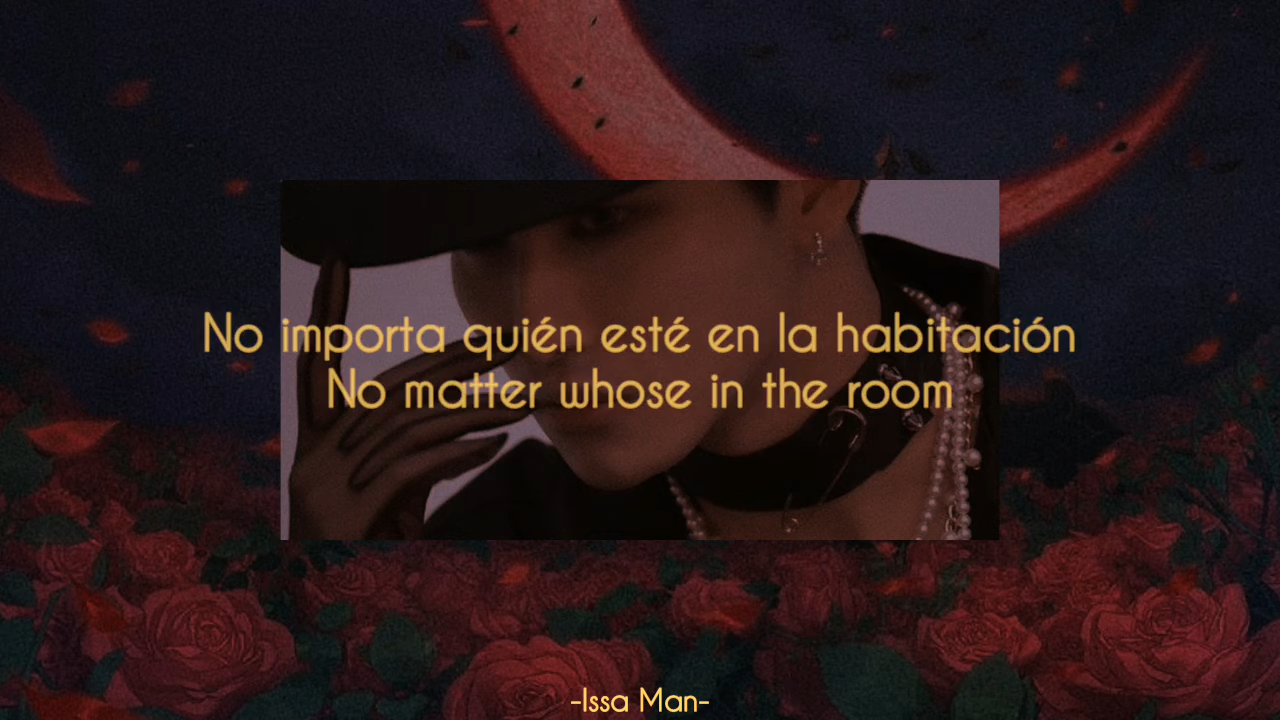 No importa quién esté en la habitación
No matter whose in the room
-Issa Man-